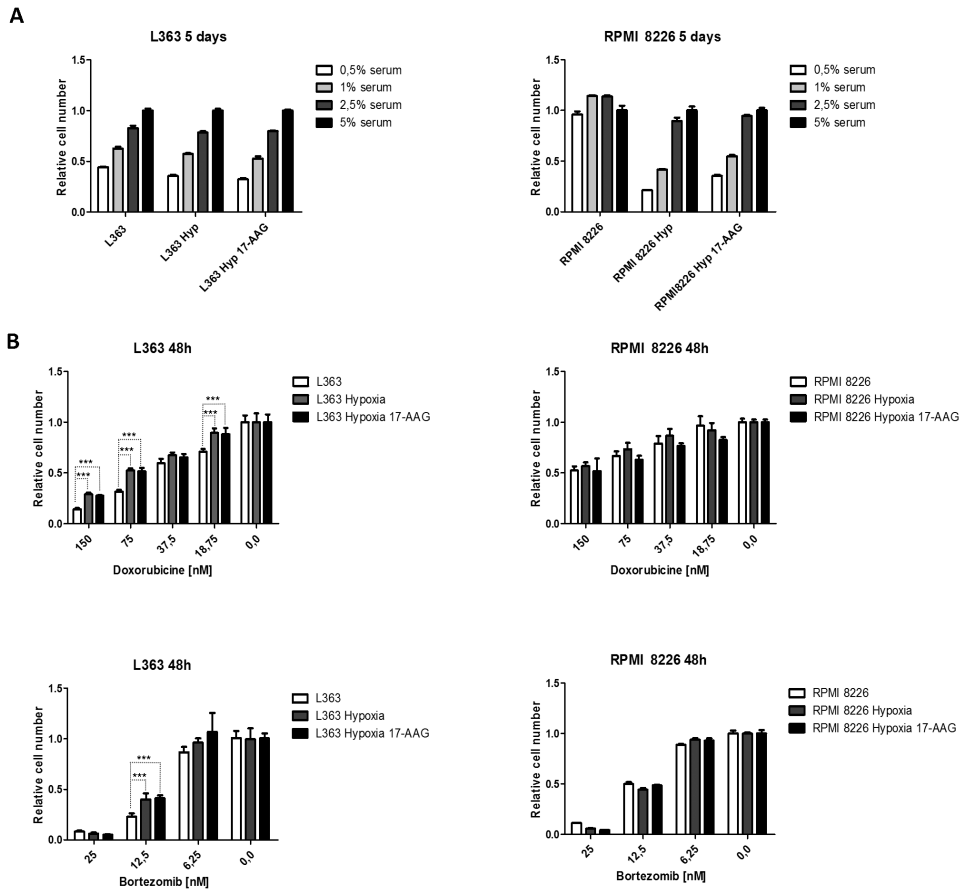 A
L363 5 days
1.5
1.0
0.5
0.0
Relative cell number
L363
L363 Hyp
L363 Hyp 17-AAG
0,5% serum
1% serum
2,5% serum
5% serum
RPMI 8226 5 days
1.5
1.0
0.5
0.0
Relative cell number
RPMI 8226
RPMI 8226 Hyp
RPMI8226 Hyp 17-AAG
0,5% serum
1% serum
2,5% serum
5% serum
B
L363 48h
1.5
1.0
0.5
0.0
Relative cell number
***
***
***
***
***
***
150
75
37,5
18,75
0,0
Doxorubicine [nM]
L363
L363 Hypoxia
L363 Hypoxia 17-AAG
RPMI 8226 48h
1.5
1.0
0.5
0.0
Relative cell number
150
75
37,5
18,75
0,0
Doxorubicine [nM]
RPMI 8226
RPMI 8226 Hypoxia
RPMI 8226 Hypoxia 17-AAG
L363 48h
1.5
1.0
0.5
0.0
Relative cell number
***
***
25
12,5
6,25
0,0
Bortezomib [nM]
L363
L363 Hypoxia
L363 Hypoxia 17-AAG
RPMI 8226 48h
1.5
1.0
0.5
0.0
Relative cell number
25
12,5
6,25
0,0
Bortezomib [nM]
RPMI 8226
RPMI 8226 Hypoxia
RPMI 8226 Hypoxia 17-AAG